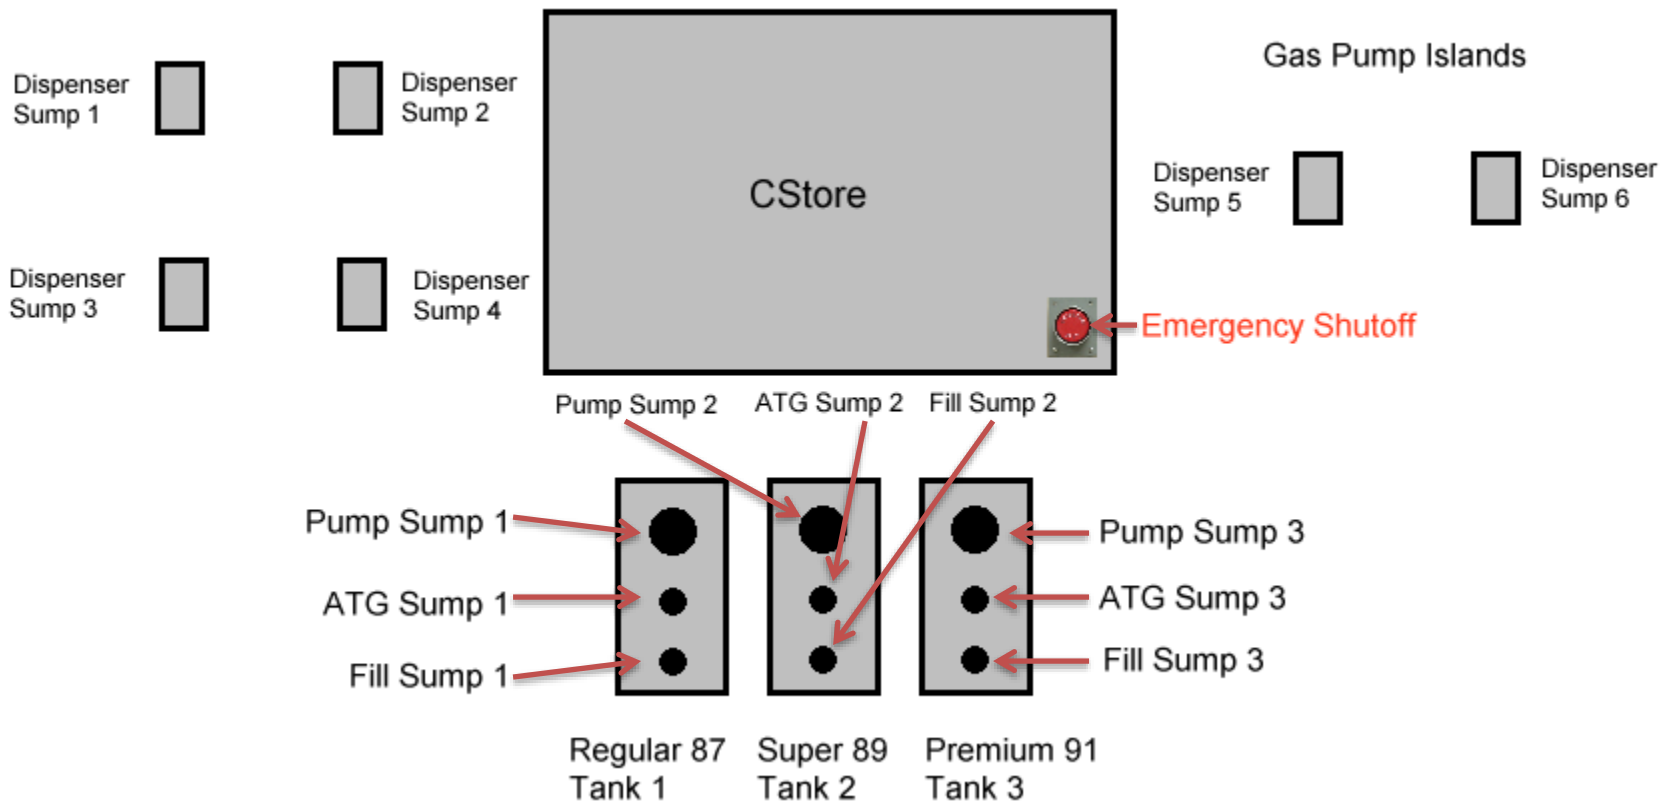 Gas Pump Islands
Dispenser
Sump 1
Dispenser
Sump 2
CStore
Dispenser
Sump 5
Dispenser
Sump 6
Dispenser
Sump 3
Dispenser
Sump 4
Emergency Shutoff
Pump Sump 2
ATG Sump 2
Fill Sump 2
Pump Sump 1
Pump Sump 3
ATG Sump 1
ATG Sump 3
Fill Sump 1
Fill Sump 3
Regular 87
Tank 1
Super 89
Tank 2
Premium 91
Tank 3